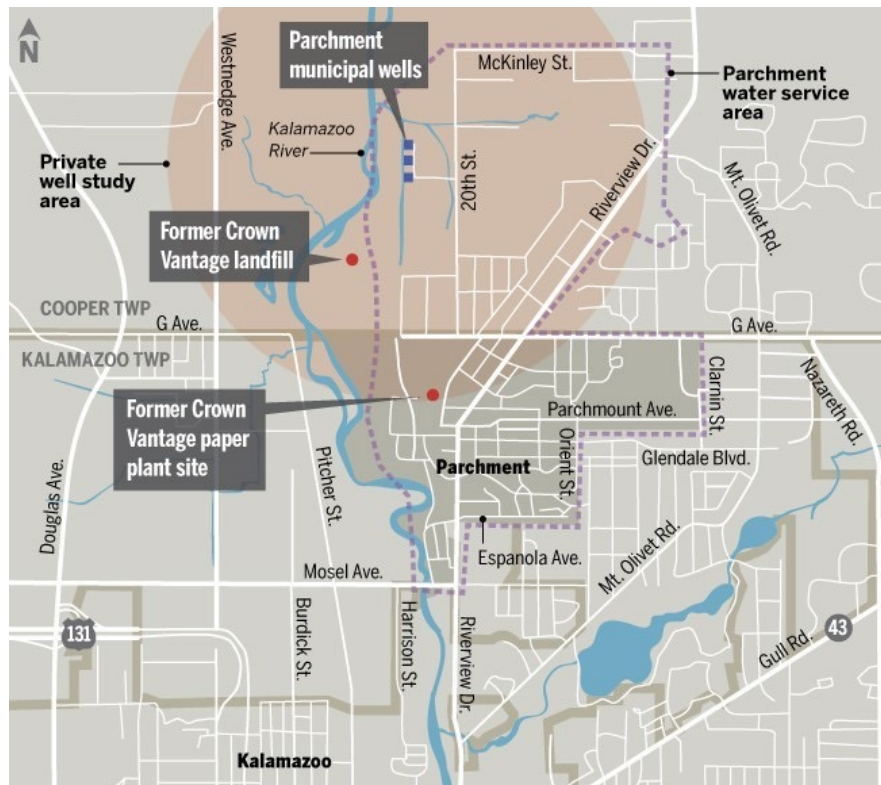 N
Westnedge Ave.
Parchment
municipal wells
McKinley St.
Parchment
water service
area
Kalamazoo
River
Private
well study
area
20th St.
Riverview Dr.
Mt. Olivet Rd.
Former Crown
Vantage landfill
COOPER TWP
G Ave.
G Ave.
KALAMAZOO TWP
Clarnin St.
Nazareth Rd.
Former Crown
Vantage paper
plant site
Parchmount Ave.
Orient St.
Glendale Blvd.
Parchment
Pitcher St.
Douglas Ave.
Espanola Ave.
Mt. Olivet Rd.
Mosel Ave.
131
Burdick St.
Harrison St.
Riverview Dr.
Gull Rd.
43
Kalamazoo